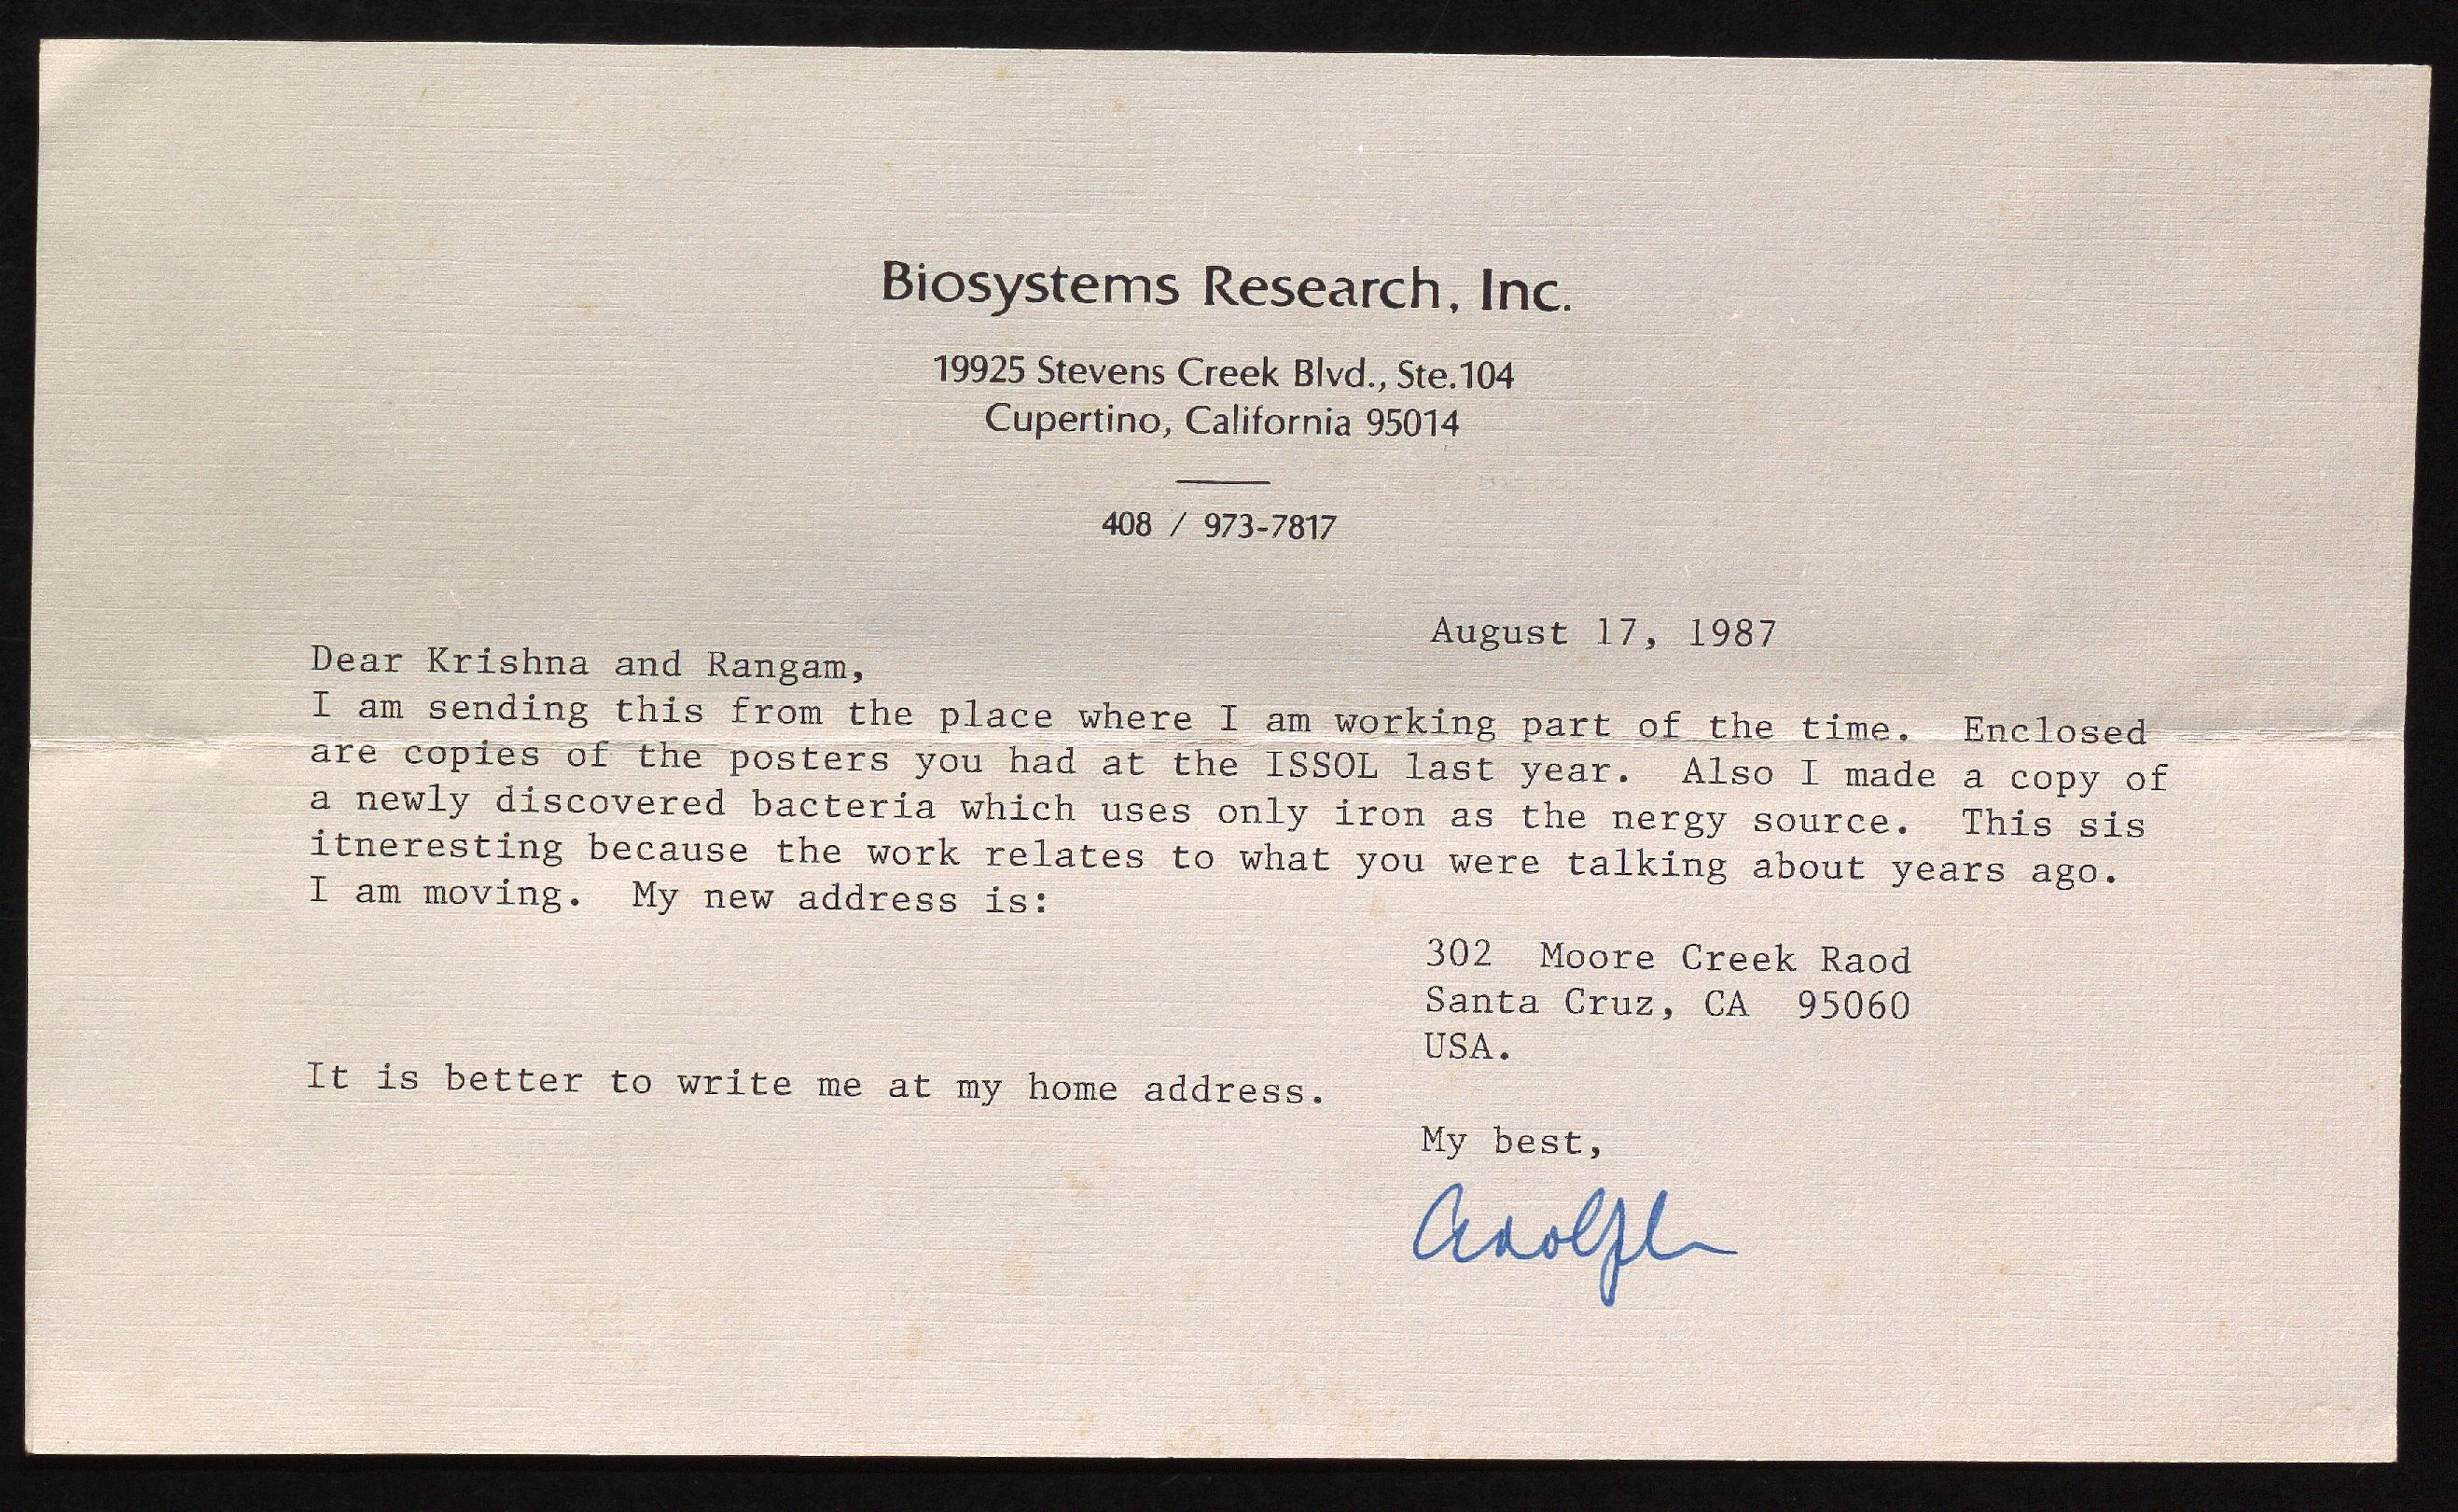 Biosystems Research, Inc.
19925 Stevens Creek Blvd., Ste.104
Cupertino, California 95014
408 / 973-7817
August 17, 1987
Dear Krishna and Rangam,
I am sending this from the place where I am working part of the time. Enclosed
are copies of the posters you had at the ISSOL last year. Also I made a copy of
a newly discovered bacteria which uses only iron as the nergy source. This sis
itneresting because the work relates to what you were talking about years ago.
I am moving. My new address is:
302 Moore Creek Raod
Santa Cruz, CA 95060
USA.
It is better to write me at my home address.
My best,
Adolph